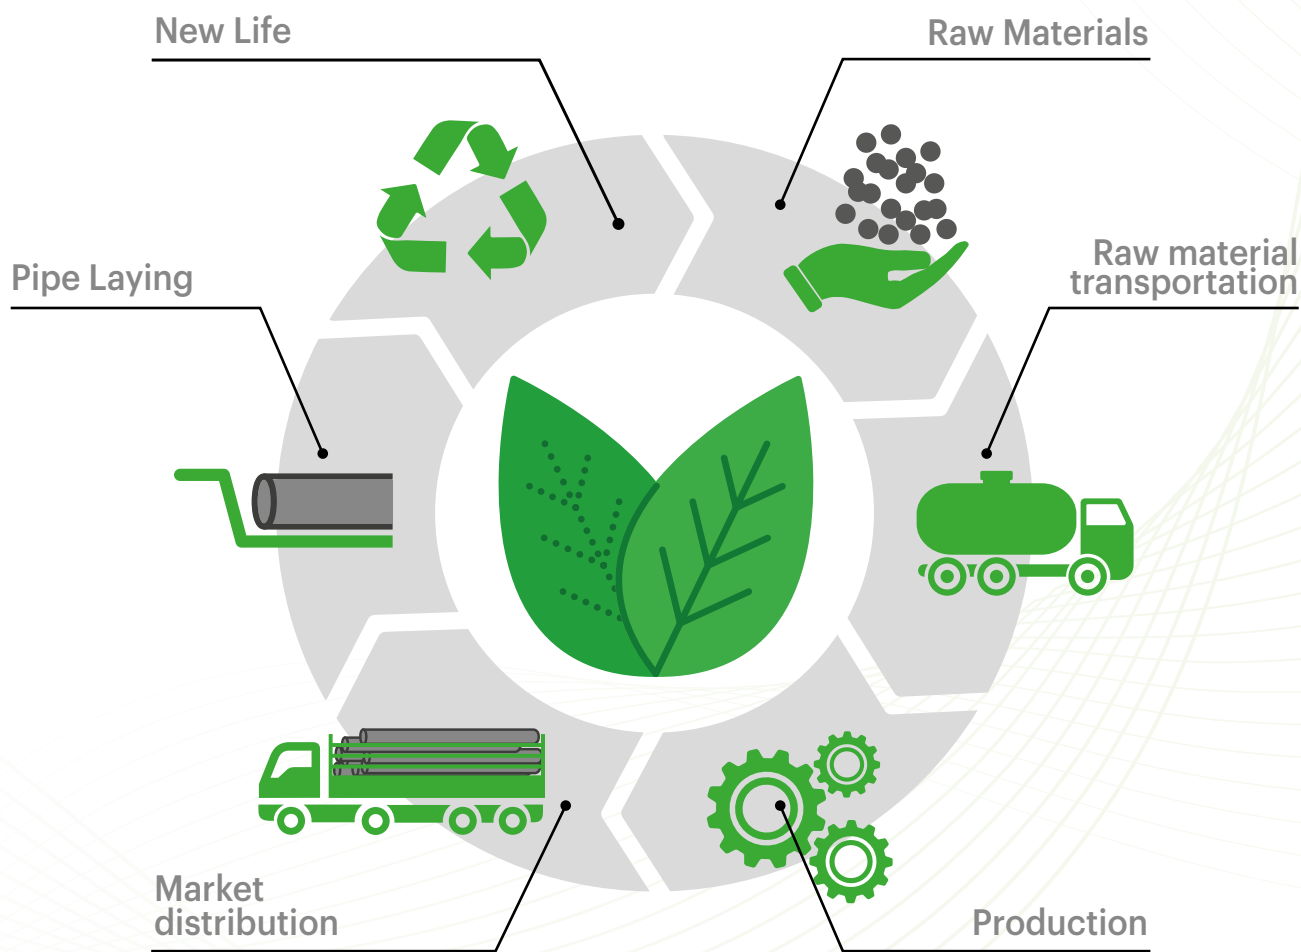 New Life
Raw Materials
Raw material
transportation
Pipe Laying
Market
distribution
Production